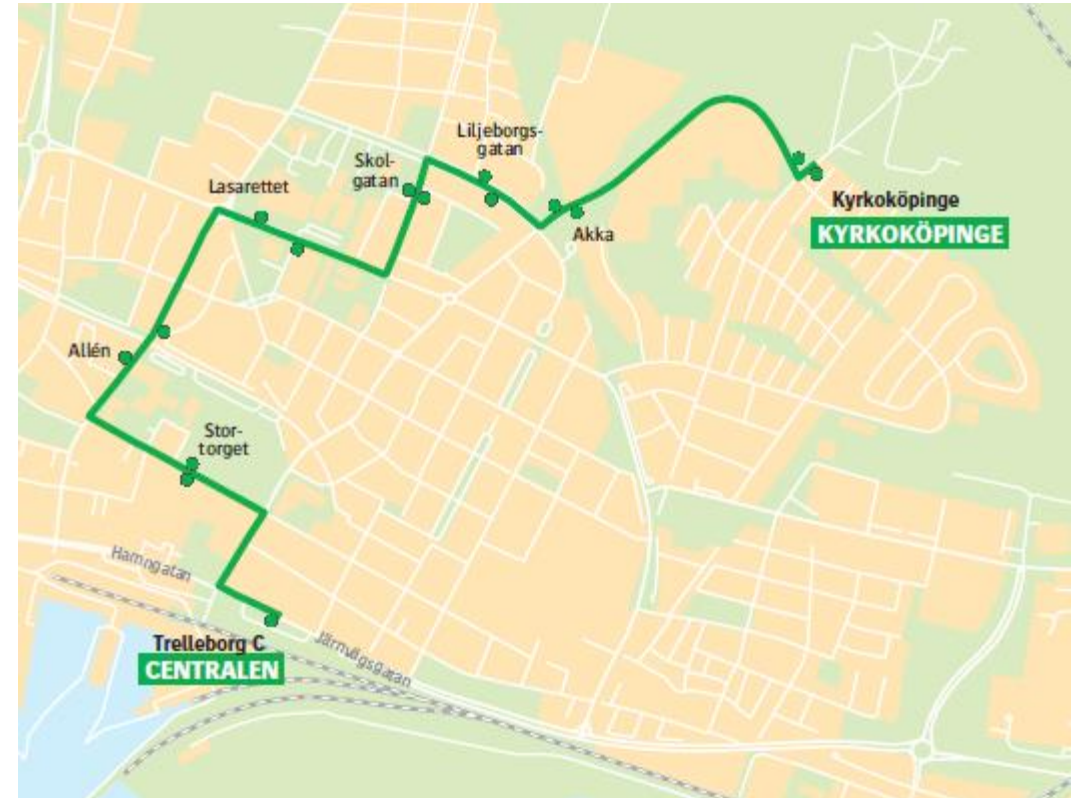 Liljeborgs-
gatan
Skol-
gatan
Lasarettet
Kyrkoköpinge
KYRKOKÖPINGE
Akka
Allén
Stor-
torget
Hamngatan
Trelleborg C
CENTRALEN
Järnvägsgatan